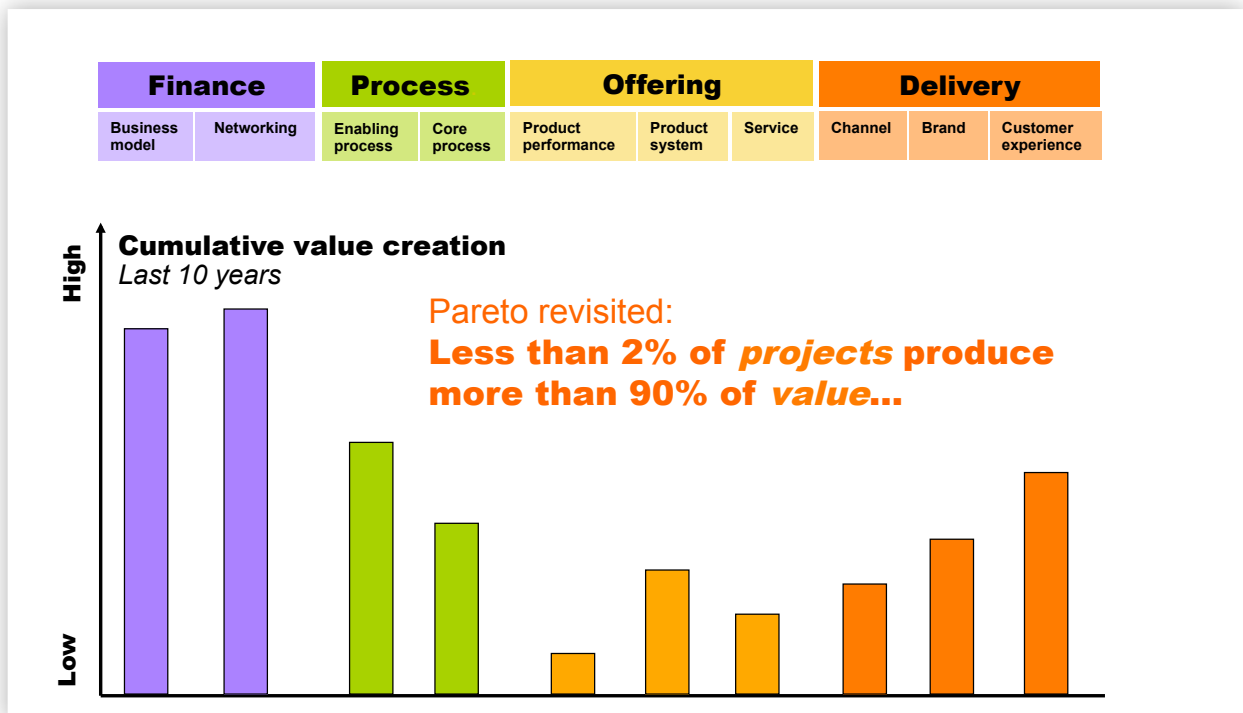 Finance Process Offering Delivery
Business model Networking Enabling process Core process Product performance Product system Service Channel Brand Customer experience
High
Cumulative value creation
Last 10 years
Pareto revisited:
Less than 2% of projects produce
more than 90% of value...
Low